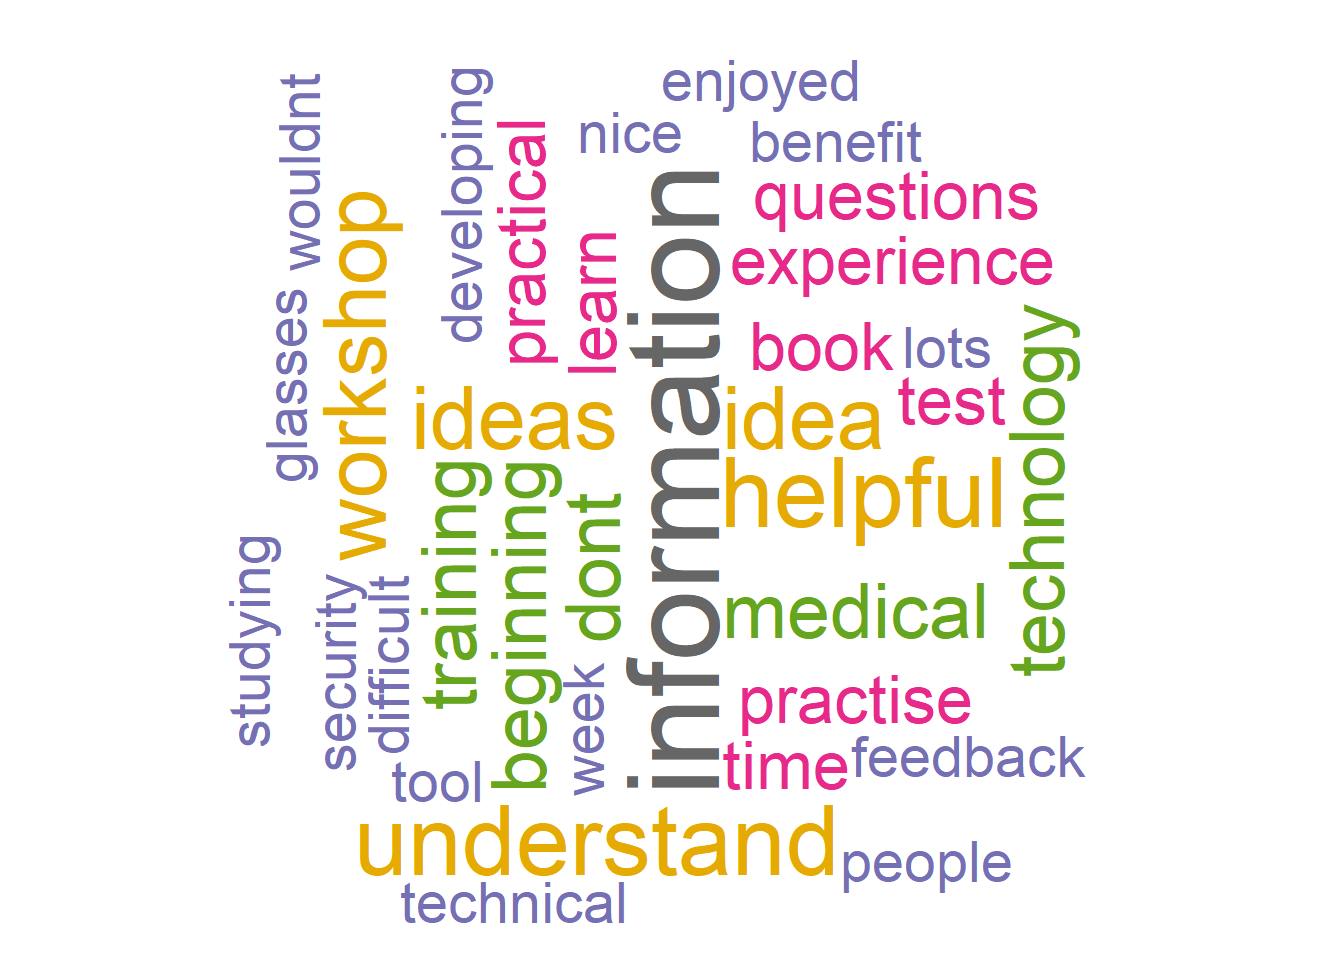 enjoyed
nice
benefit
wouldnt
developing
practical
questions
learn
experience
information
workshop
glasses
book
lots
technology
ideas
idea
test
helpful
training
beginning
dont
medical
studying
security
difficult
week
practise
time
feedback
tool
understand
people
technical